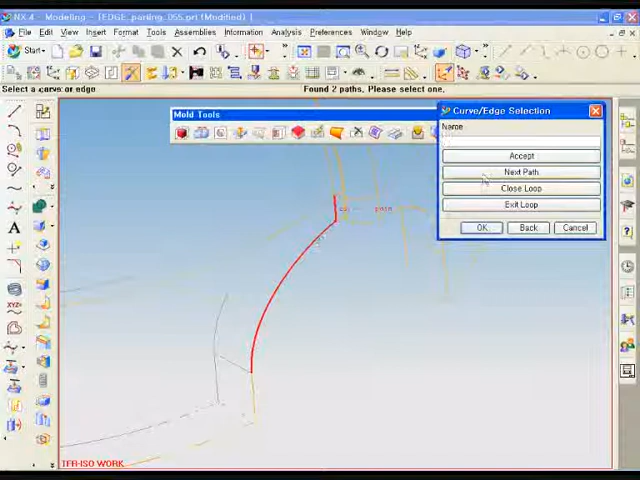 NX 4 - Modeling - [EDGE_parting_055.prt (Modified) ]
File Edit View Insert Format Tools Assemblies Information Analysis Preferences Window Help
Start
Select a curve or edge
Found 2 paths. Please select one.
Mold Tools
Curve/Edge Selection
Name
Accept
Next Path
Close Loop
Exit Loop
OK Back Cancel
XYZ
TFR-ISO WORK